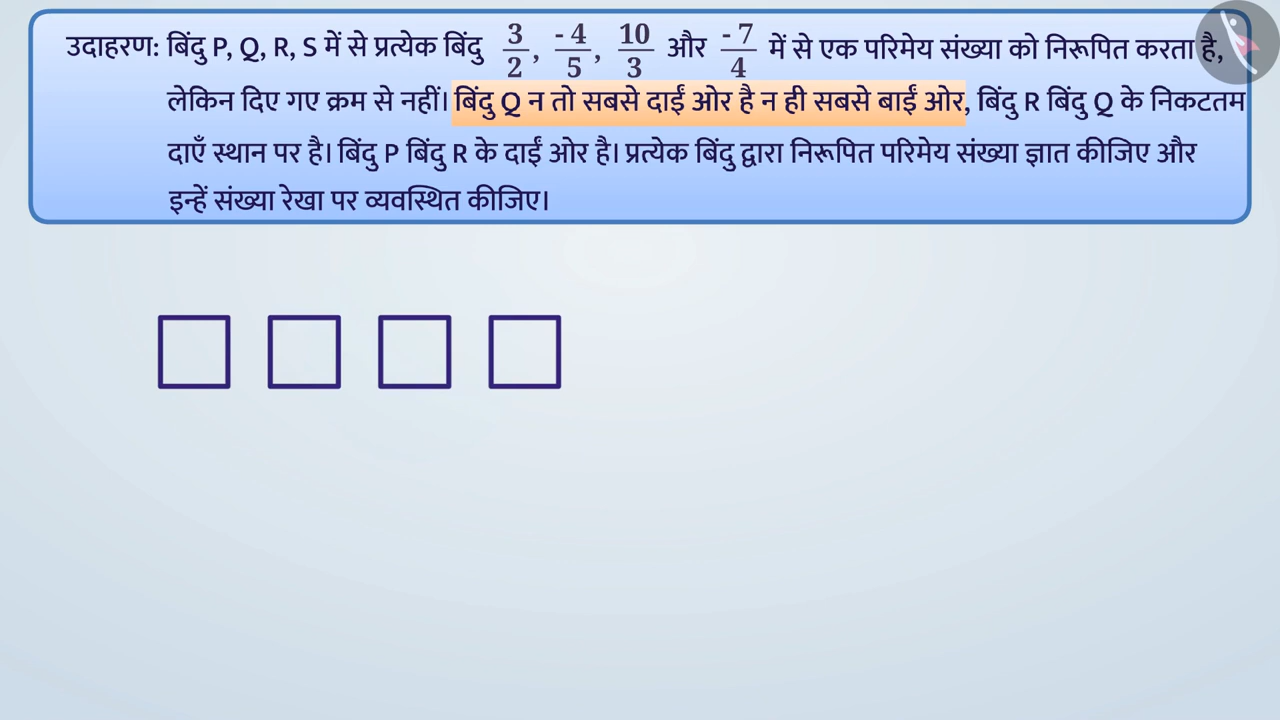 उदाहरण: बिंदु P, Q, R, S में से प्रत्येक बिंदु 3/2, -4/5, 10/3 और -7/4 में से एक परिमेय संख्या को निरूपित करता है,
लेकिन दिए गए क्रम से नहीं। बिंदु Q न तो सबसे दाईं ओर है न ही सबसे बाईं ओर, बिंदु R बिंदु Q के निकटतम
दाएँ स्थान पर है। बिंदु P बिंदु R के दाईं ओर है। प्रत्येक बिंदु द्वारा निरूपित परिमेय संख्या ज्ञात कीजिए और
इन्हें संख्या रेखा पर व्यवस्थित कीजिए।